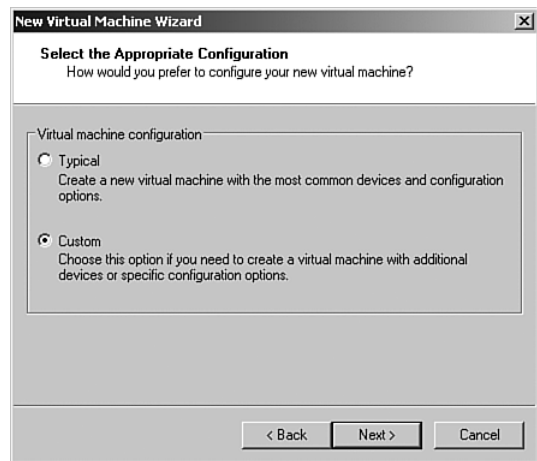 New Virtual Machine Wizard
Select the Appropriate Configuration
How would you prefer to configure your new virtual machine?
Virtual machine configuration
Typical
Create a new virtual machine with the most common devices and configuration
options.
Custom
Choose this option if you need to create a virtual machine with additional
devices or specific configuration options.
< Back Next > Cancel